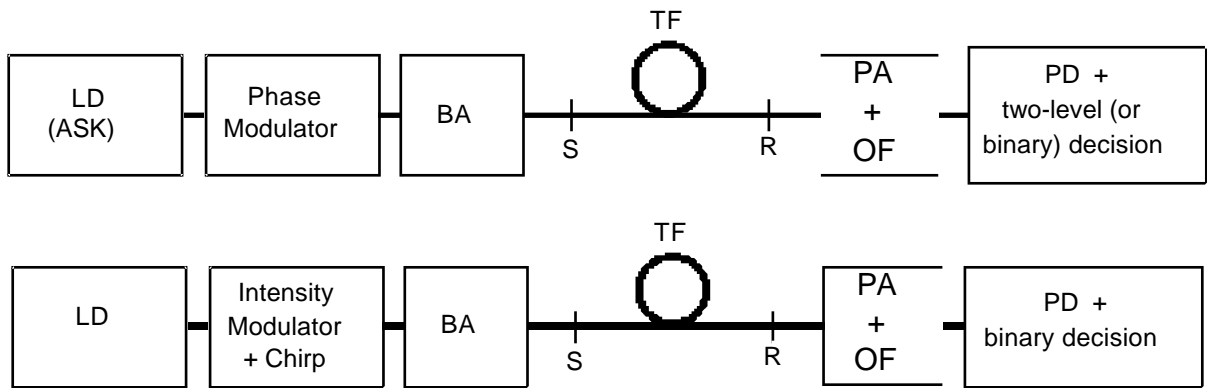 TF
LD
(ASK)
Phase
Modulator
BA
S
R
PA
+
OF
PD +
two-level (or
binary) decision
TF
LD
Intensity
Modulator
+ Chirp
BA
S
R
PA
+
OF
PD +
binary decision